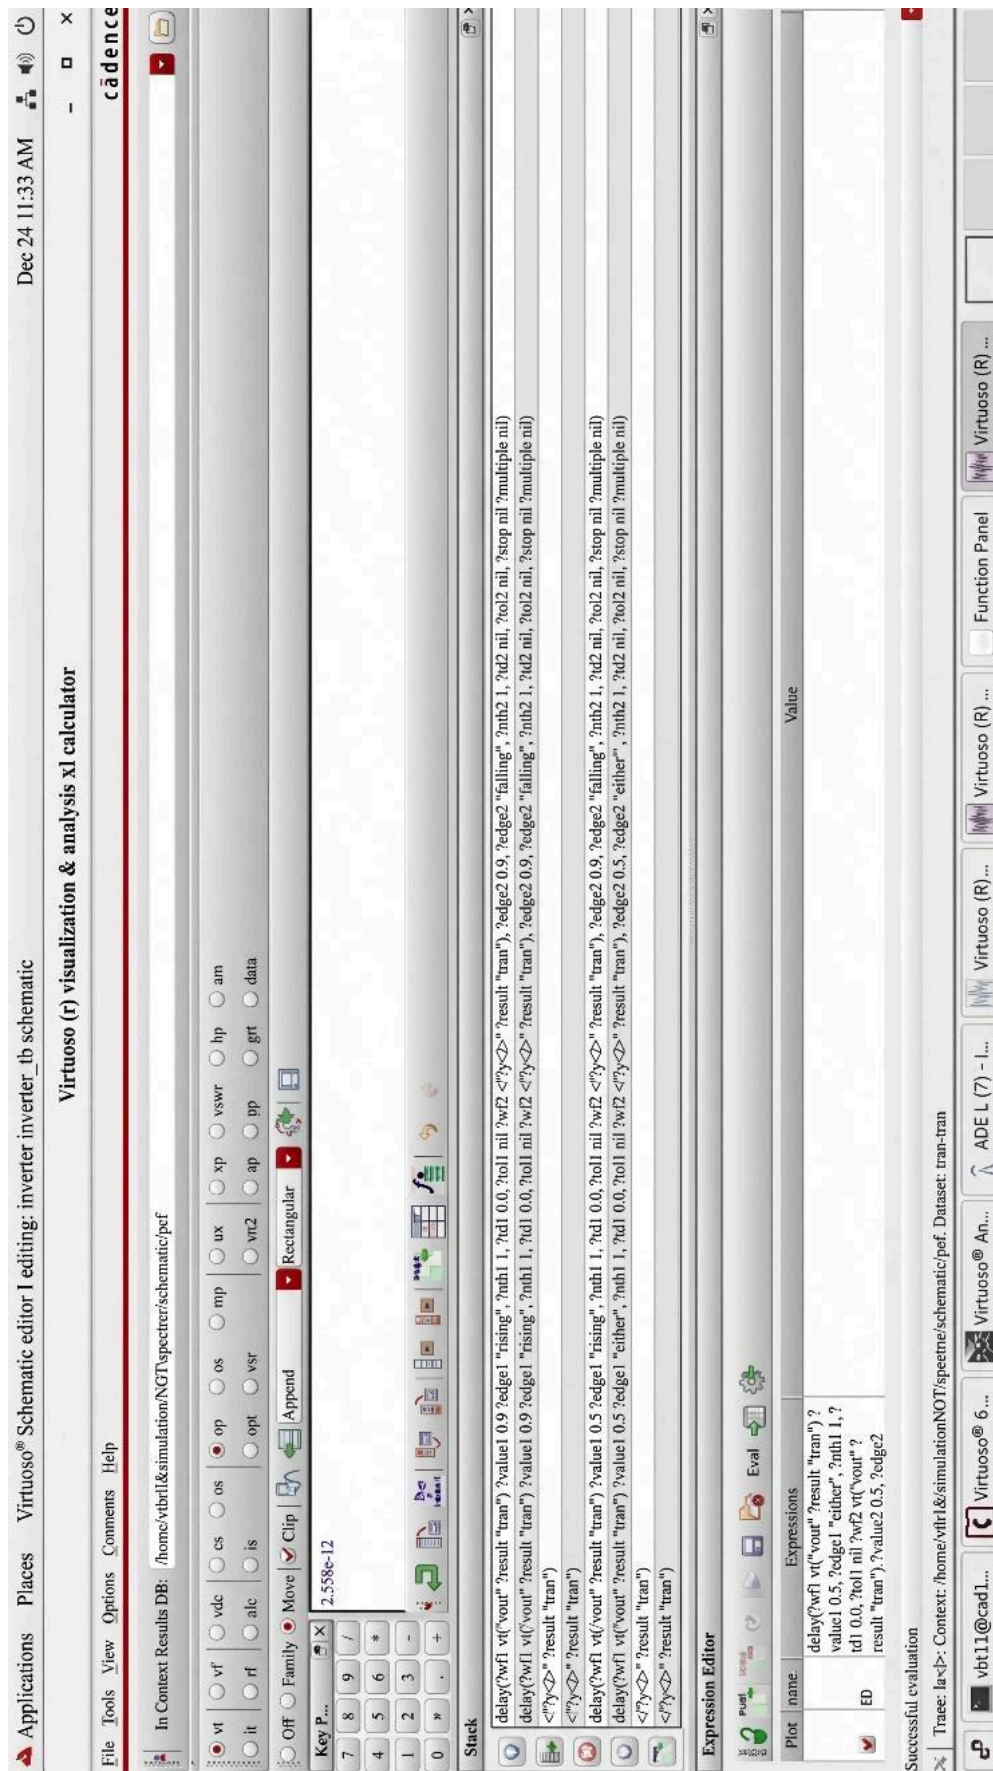 Applications Places Virtuoso® Schematic editor I editing: inverter inverter_tb schematic Dec 24 11:33 AM
Virtuoso (r) visualization & analysis xl calculator
File Tools View Options Comments Help cādence
In Context Results DB: /home/vbrl&simulation/NGT\spectrer/schematic/pef
vt vf vdc cs os op os mp ux xp vswr hp am
it rf alc is opt vsr vn2 ap pp grt data
Off Family Move Clip Append Rectangular
Key P...
2.558e-12
7 8 9 /
4 5 6 *
1 2 3 -
0 . +
Stack
delay(?wf1 vt("vout" ?result "tran") ?value1 0.9 ?edge1 "rising", ?nth1 1, ?td1 0.0, ?tol1 nil ?wf2 <"?y<2>" ?result "tran"), ?edge2 0.9, ?edge2 "falling", ?nth2 1, ?td2 nil, ?tol2 nil, ?stop nil ?multiple nil)
delay(?wf1 vt("vout" ?result "tran") ?value1 0.9 ?edge1 "rising", ?nth1 1, ?td1 0.0, ?tol1 nil ?wf2 <"?y<2>" ?result "tran"), ?edge2 0.9, ?edge2 "falling", ?nth2 1, ?td2 nil, ?tol2 nil, ?stop nil ?multiple nil)
<"?y<2>" ?result "tran")
<"?y<2>" ?result "tran")
delay(?wf1 vt(/vout" ?result "tran") ?value1 0.5 ?edge1 "rising", ?nth1 1, ?td1 0.0, ?tol1 nil ?wf2 <"?y<2>" ?result "tran"), ?edge2 0.9, ?edge2 "falling", ?nth2 1, ?td2 nil, ?tol2 nil, ?stop nil ?multiple nil)
delay(?wf1 vt("vout" ?result "tran") ?value1 0.5 ?edge1 "either", ?nth1 1, ?td1 0.0, ?tol1 nil ?wf2 <"?y<2>" ?result "tran"), ?edge2 0.5, ?edge2 "either"', ?nth2 1, ?td2 nil, ?tol2 nil, ?stop nil ?multiple nil)
<"?y<2>" ?result "tran")
<"?y<2>" ?result "tran")
Expression Editor
Eval
Plot name. Expressions Value
ED
delay(?wf1 vt("vout" ?result "tran") ?
value1 0.5, ?edge1 "either", ?nth1 1, ?
td1 0.0, ?tol1 nil ?wf2 vt("vout" ?
result "tran"). ?value2 0.5, ?edge2
Successful evaluation
Traee: la<|>: Context: /home/vltrl&/simulationNOT/speetne/schematic/pef. Dataset: tran-tran
vbt11@cad1... Virtuoso® 6... Virtuoso® An... ADE L (7) - I... Virtuoso (R)... Virtuoso (R) ... Function Panel Virtuoso (R) ...